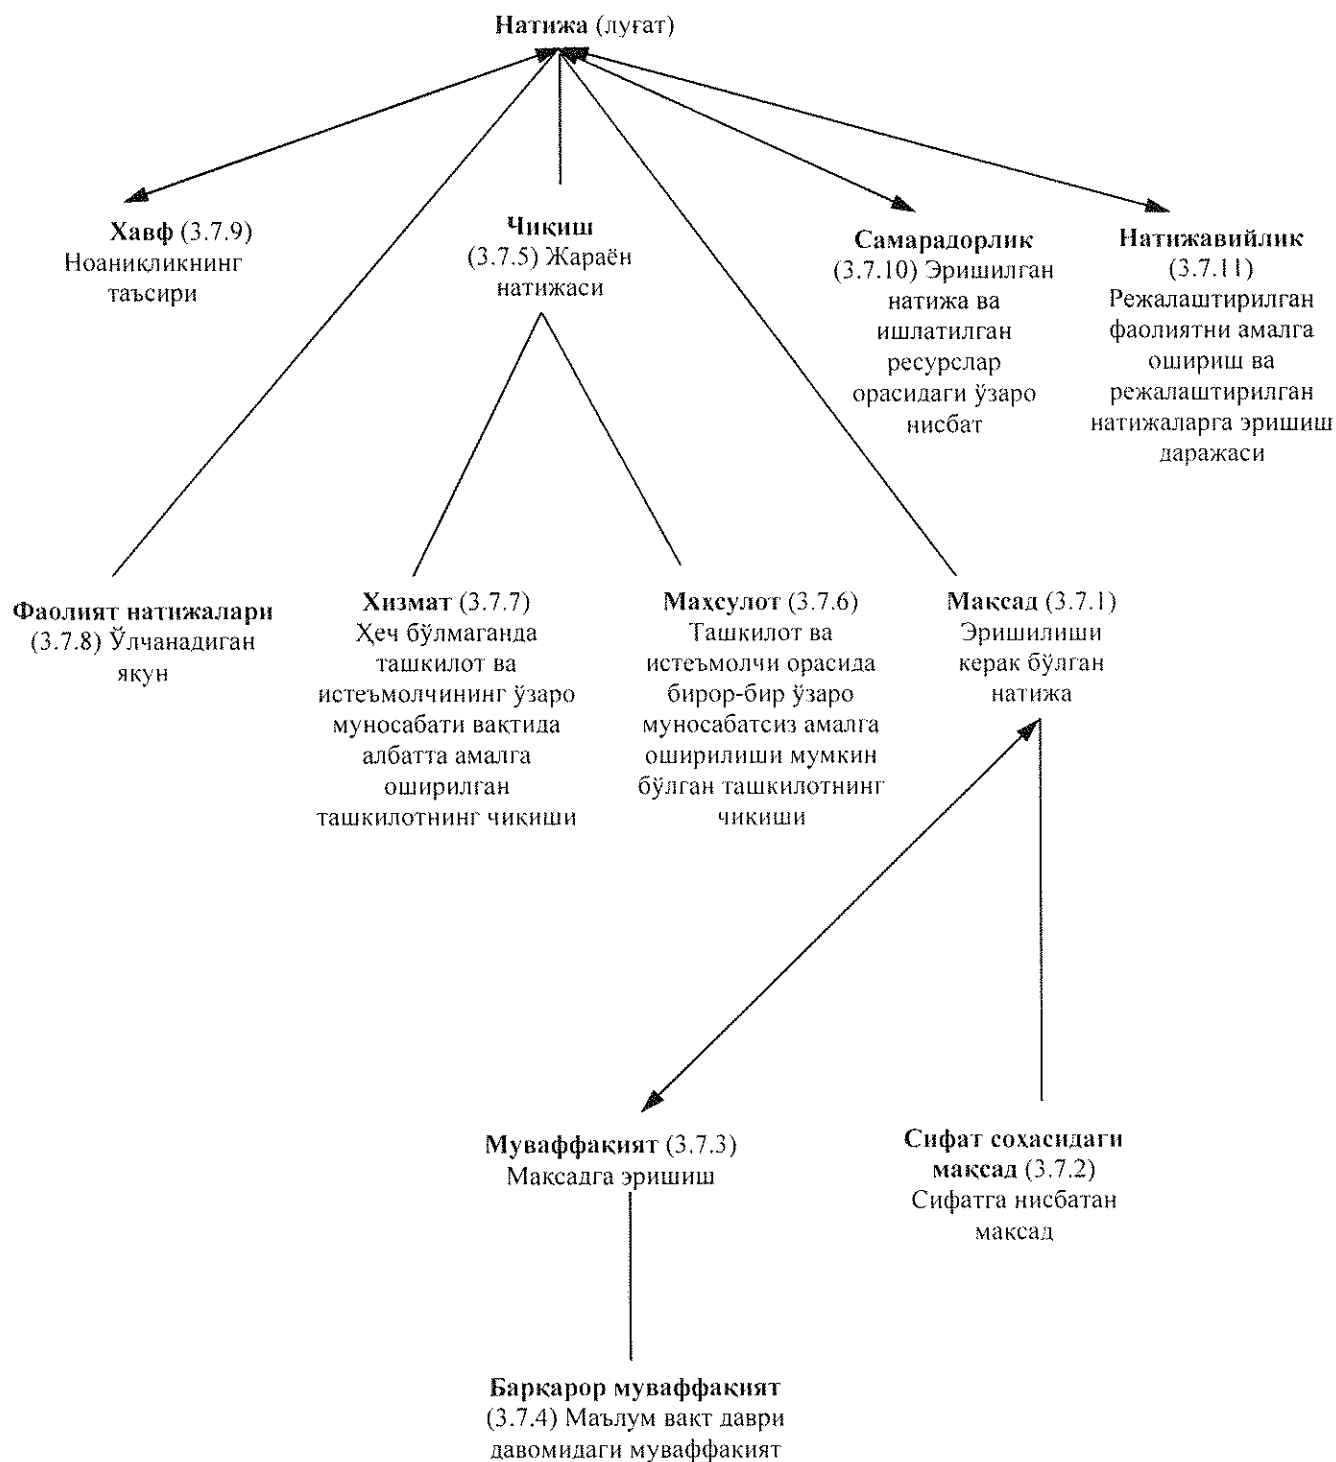 Натижа (луғат)
Хавф (3.7.9)
Ноаниқликнинг
таъсири
Чиқиш
(3.7.5) Жараён
натижаси
Самарадорлик
(3.7.10) Эришилган
натижа ва
ишлатилган
ресурслар
орасидаги ўзаро
нисбат
Натижавийлик
(3.7.11)
Режалаштирилган
фаолиятни амалга
ошириш ва
режалаштирилган
натижаларга эришиш
даражаси
Фаолият натижалари
(3.7.8) Ўлчанадиган
якун
Хизмат (3.7.7)
Ҳеч бўлмаганда
ташкилот ва
истеъмолчининг ўзаро
муносабати вақтида
албатта амалга
оширилган
ташкилотнинг чиқиши
Маҳсулот (3.7.6)
Ташкилот ва
истеъмолчи орасида
бирор-бир ўзаро
муносабатсиз амалга
оширилиши мумкин
бўлган ташкилотнинг
чиқиши
Мақсад (3.7.1)
Эришилиши
керак бўлган
натижа
Муваффақият (3.7.3)
Мақсадга эришиш
Сифат соҳасидаги
мақсад (3.7.2)
Сифатга нисбатан
мақсад
Барқарор муваффақият
(3.7.4) Маълум вақт даври
давомидаги муваффақият